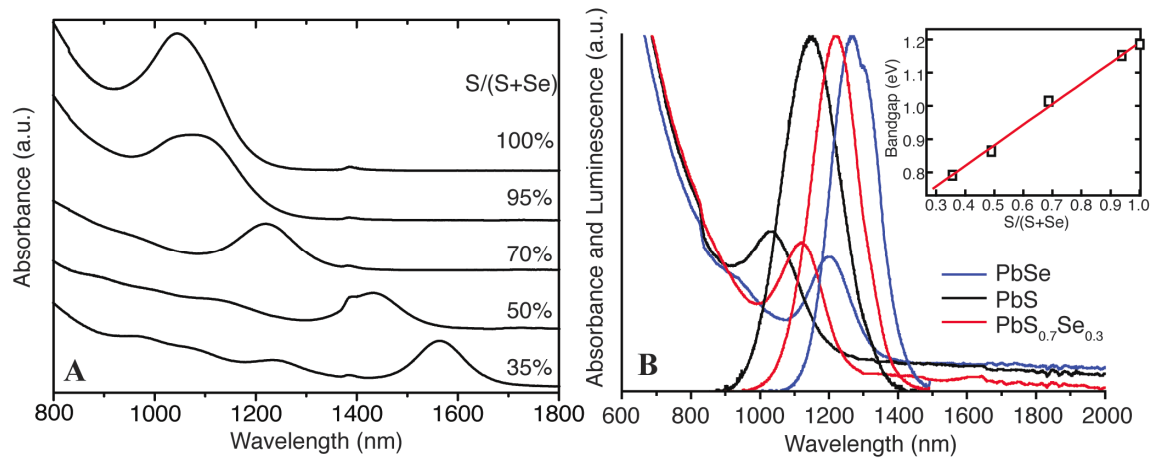 Absorbance (a.u.)
S/(S+Se)
100%
95%
70%
50%
35%
A
800 1000 1200 1400 1600 1800
Wavelength (nm)
Absorbance and Luminescence (a.u.)
Bandgap (eV)
1.2
1.1
1.0
0.9
0.8
0.3 0.4 0.5 0.6 0.7 0.8 0.9 1.0
S/(S+Se)
PbSe
PbS
PbS0.7Se0.3
B
600 800 1000 1200 1400 1600 1800 2000
Wavelength (nm)